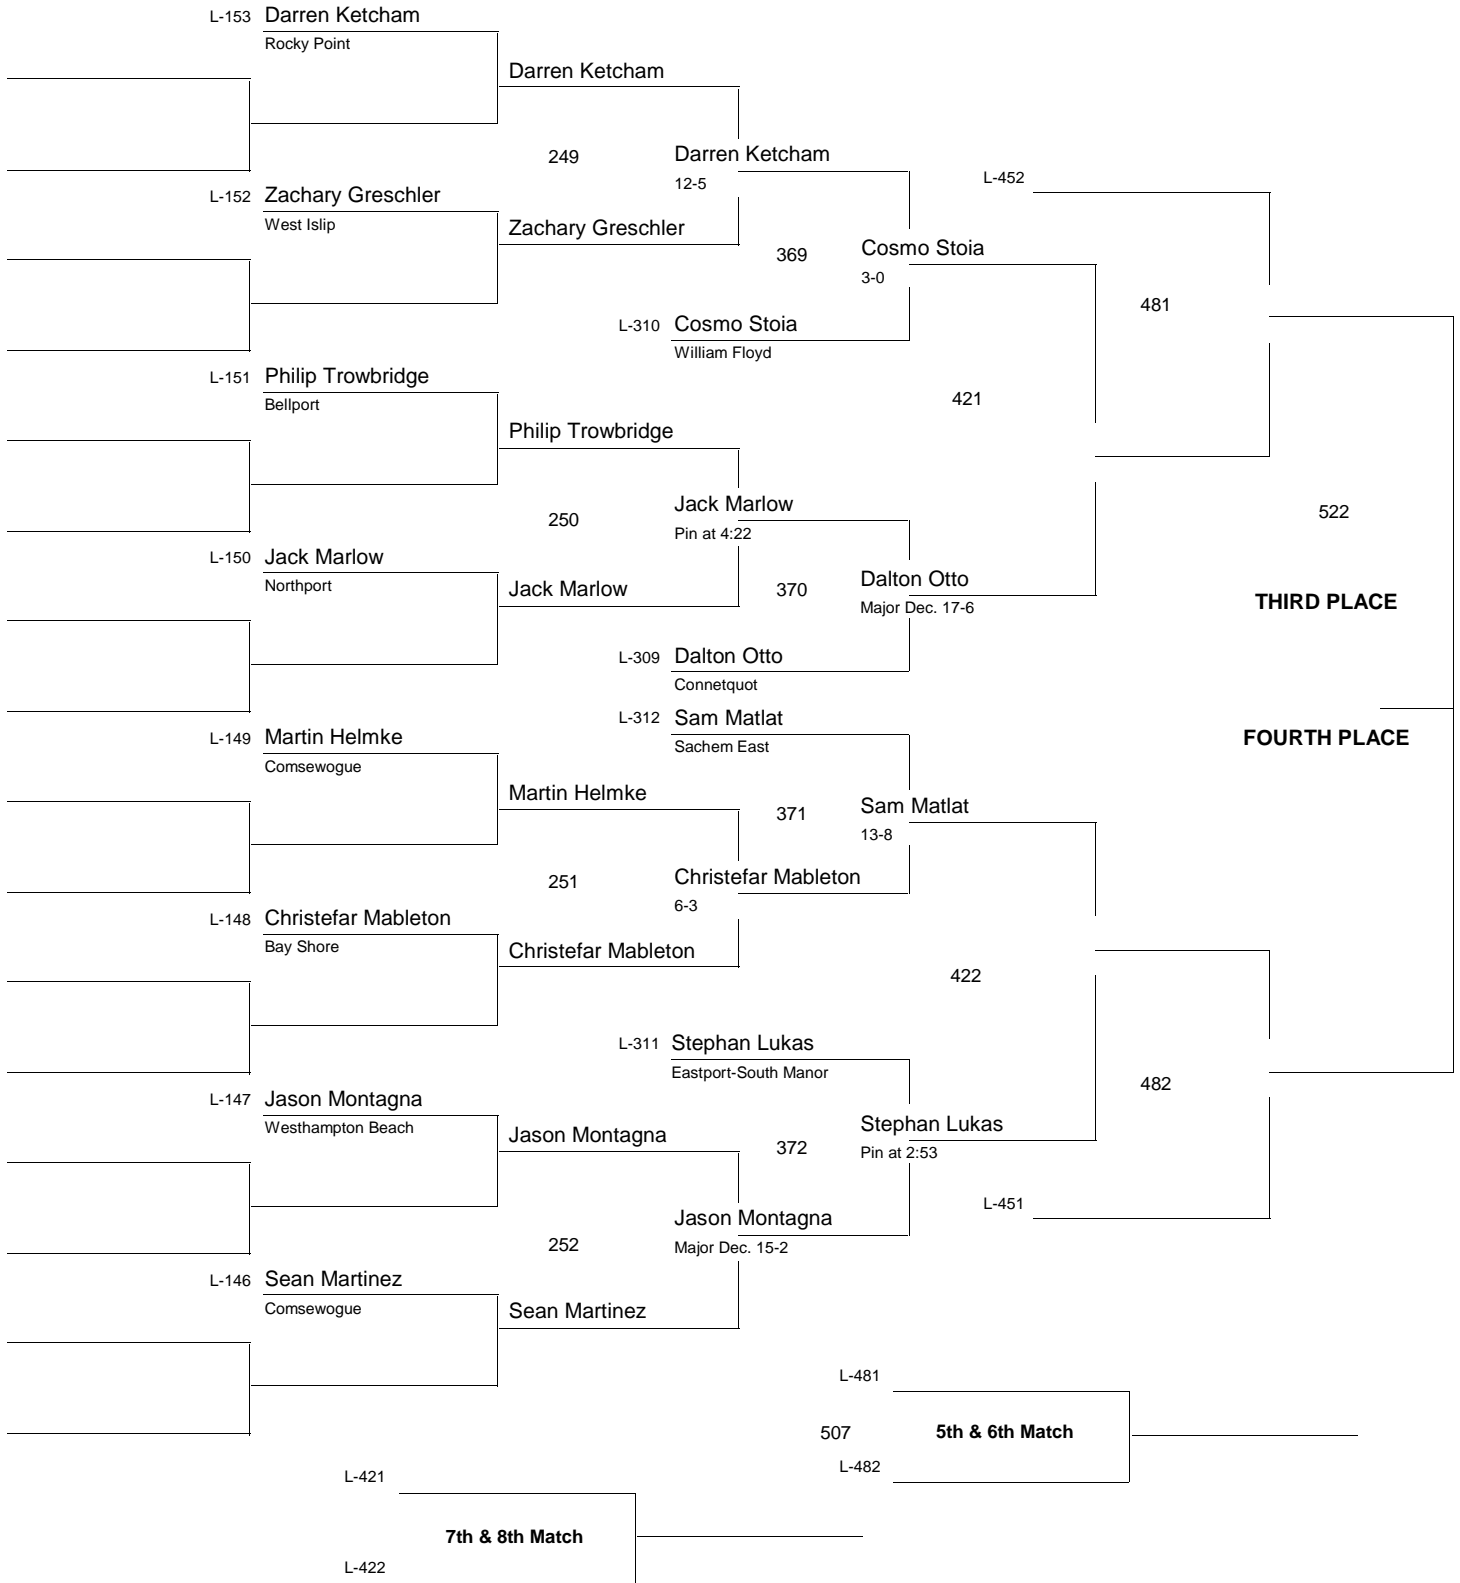 L-153 Darren Ketcham
Rocky Point
Darren Ketcham
249 Darren Ketcham
12-5
L-452
L-152 Zachary Greschler
West Islip
Zachary Greschler
369 Cosmo Stoia
3-0
481
L-310 Cosmo Stoia
William Floyd
L-151 Philip Trowbridge
Bellport
421
Philip Trowbridge
Jack Marlow
250
Pin at 4:22
522
L-150 Jack Marlow
Northport
Jack Marlow
370 Dalton Otto
Major Dec. 17-6
THIRD PLACE
L-309 Dalton Otto
Connetquot
L-312 Sam Matlat
Sachem East
L-149 Martin Helmke
Comsewogue
FOURTH PLACE
Martin Helmke
371 Sam Matlat
13-8
251 Christefar Mableton
6-3
L-148 Christefar Mableton
Bay Shore
Christefar Mableton
422
L-311 Stephan Lukas
Eastport-South Manor
482
L-147 Jason Montagna
Westhampton Beach
Jason Montagna
372 Stephan Lukas
Pin at 2:53
L-451
Jason Montagna
252 Major Dec. 15-2
L-146 Sean Martinez
Comsewogue
Sean Martinez
L-481
507 5th & 6th Match
L-482
L-421
7th & 8th Match
L-422